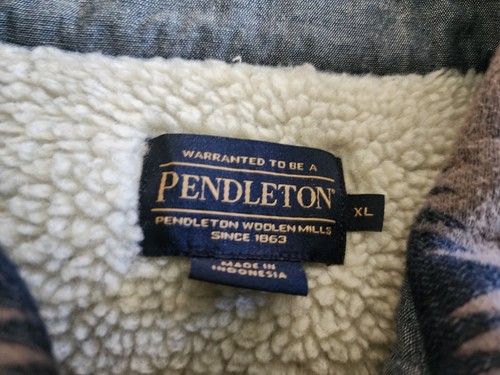 WARRANTED TO BE A
PENDLETON®
XL
PENDLETON WOOLEN MILLS
SINCE 1863
MADE IN
INDONESIA